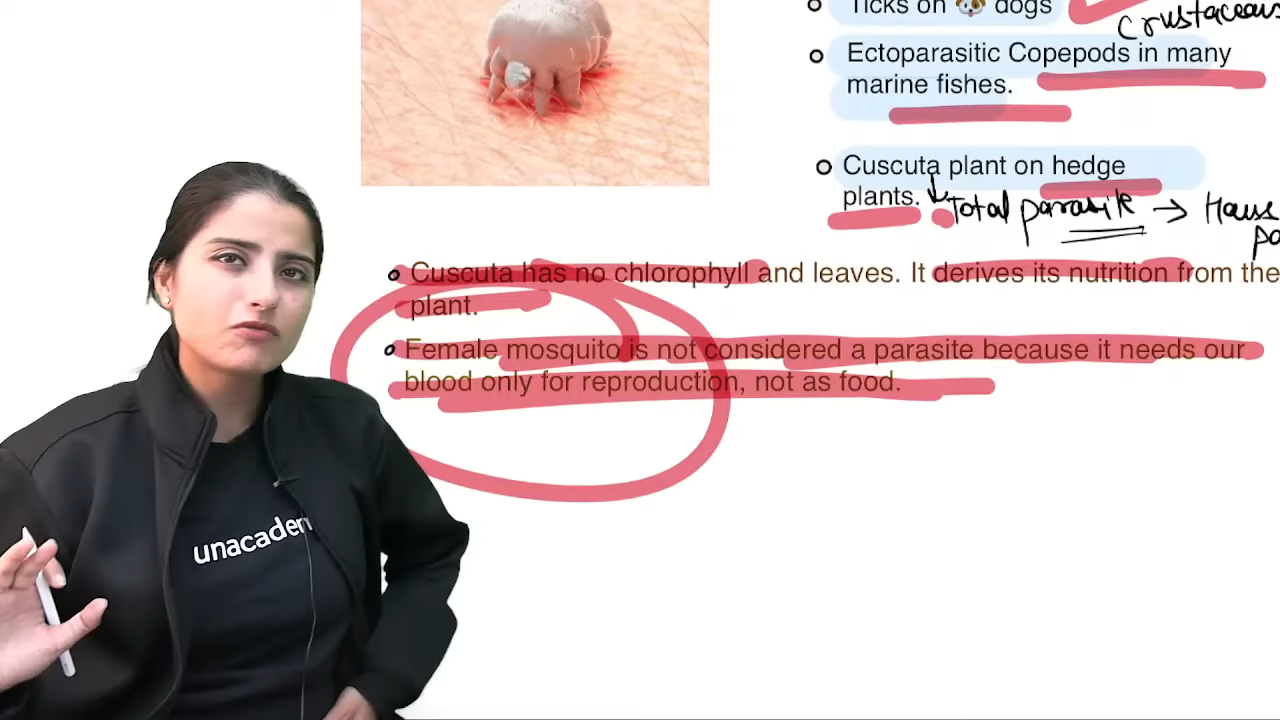 Ticks on 🐶 dogs
crustaceans
Ectoparasitic Copepods in many
marine fishes.
Cuscuta plant on hedge
plants.
Total parasite → Haus
Cuscuta has no chlorophyll and leaves. It derives its nutrition from the
plant.
Female mosquito is not considered a parasite because it needs our
blood only for reproduction, not as food.
unacadem